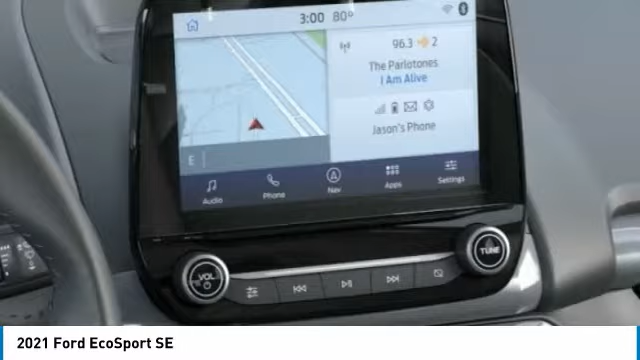 3:00 80°
96.3 2
The Parlotones
I Am Alive
Jason's Phone
E
Audio Phone Nav Apps Settings
VOL
TUNE
2021 Ford EcoSport SE